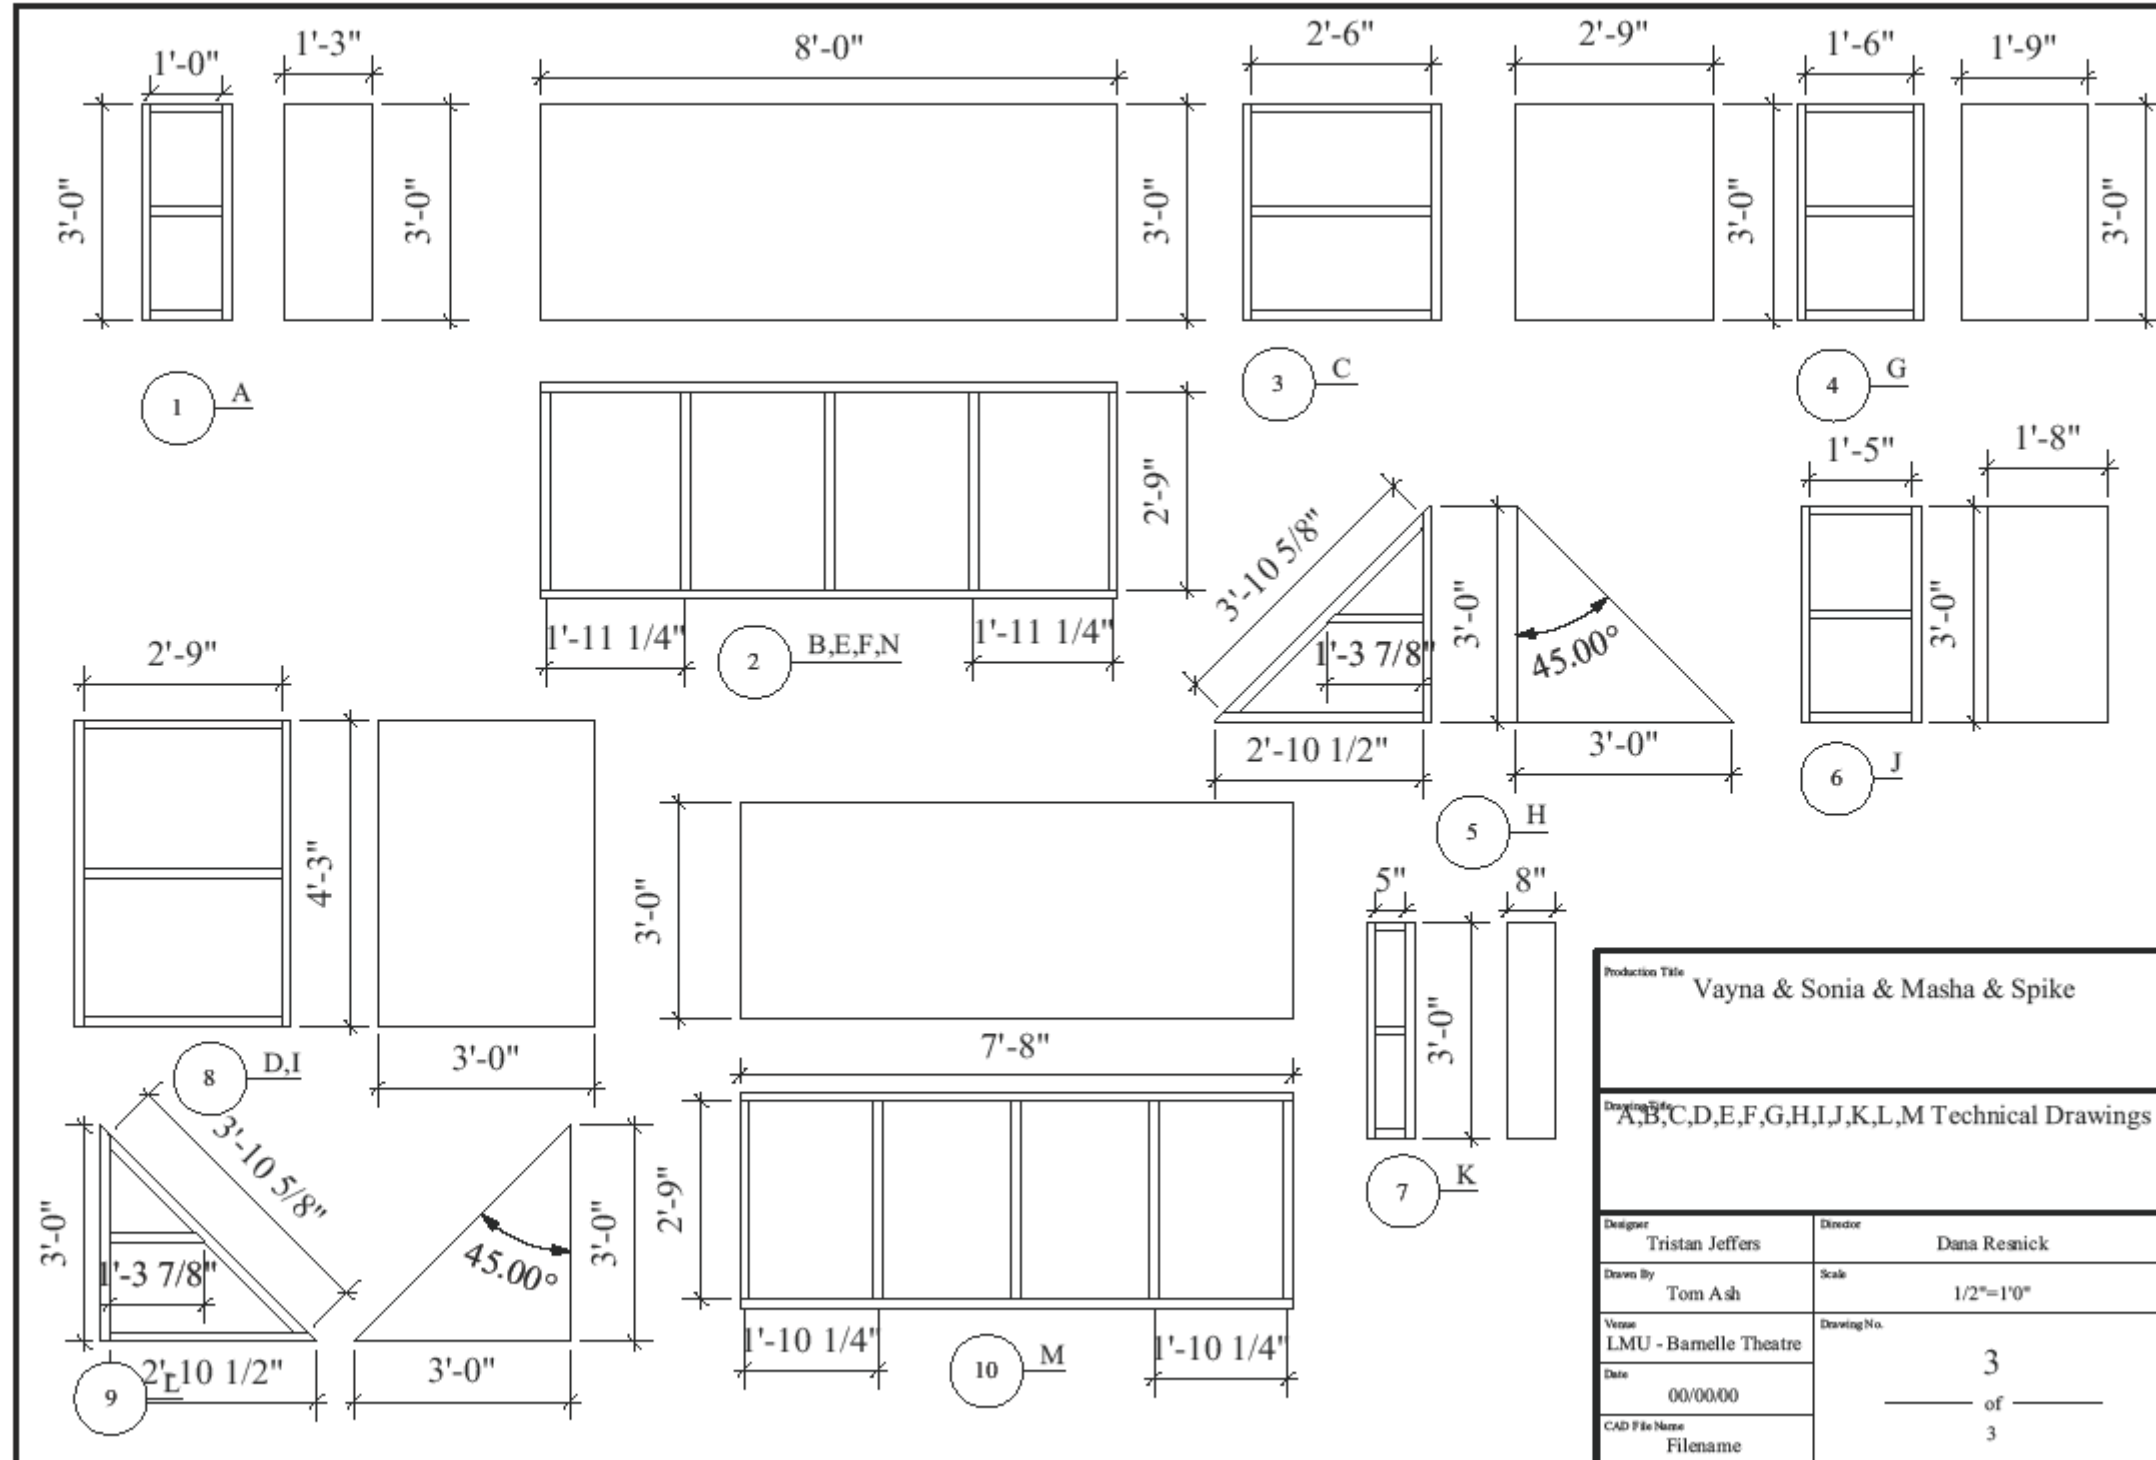 1'-0"
1'-3"
8'-0"
2'-6"
2'-9"
1'-6"
1'-9"
3'-0"
3'-0"
3'-0"
3'-0"
3'-0"
1 A
3 C
4 G
2'-9"
1'-11 1/4"
1'-11 1/4"
2 B,E,F,N
3'-10 5/8"
1'-3 7/8"
2'-10 1/2"
3'-0"
45.00°
3'-0"
5 H
1'-5"
1'-8"
3'-0"
6 J
2'-9"
4'-3"
3'-0"
8 D,I
3'-0"
7'-8"
2'-9"
1'-10 1/4"
1'-10 1/4"
10 M
5"
8"
3'-0"
7 K
3'-0"
3'-10 5/8"
1'-3 7/8"
2'-10 1/2"
45.00°
3'-0"
3'-0"
9 L
Production Title
Vayna & Sonia & Masha & Spike
Drawing Title
A,B,C,D,E,F,G,H,I,J,K,L,M Technical Drawings
Designer
Tristan Jeffers
Director
Dana Resnick
Drawn By
Tom Ash
Scale
1/2"=1'0"
Venue
LMU - Barnelle Theatre
Drawing No.
3
of
3
Date
00/00/00
CAD File Name
Filename